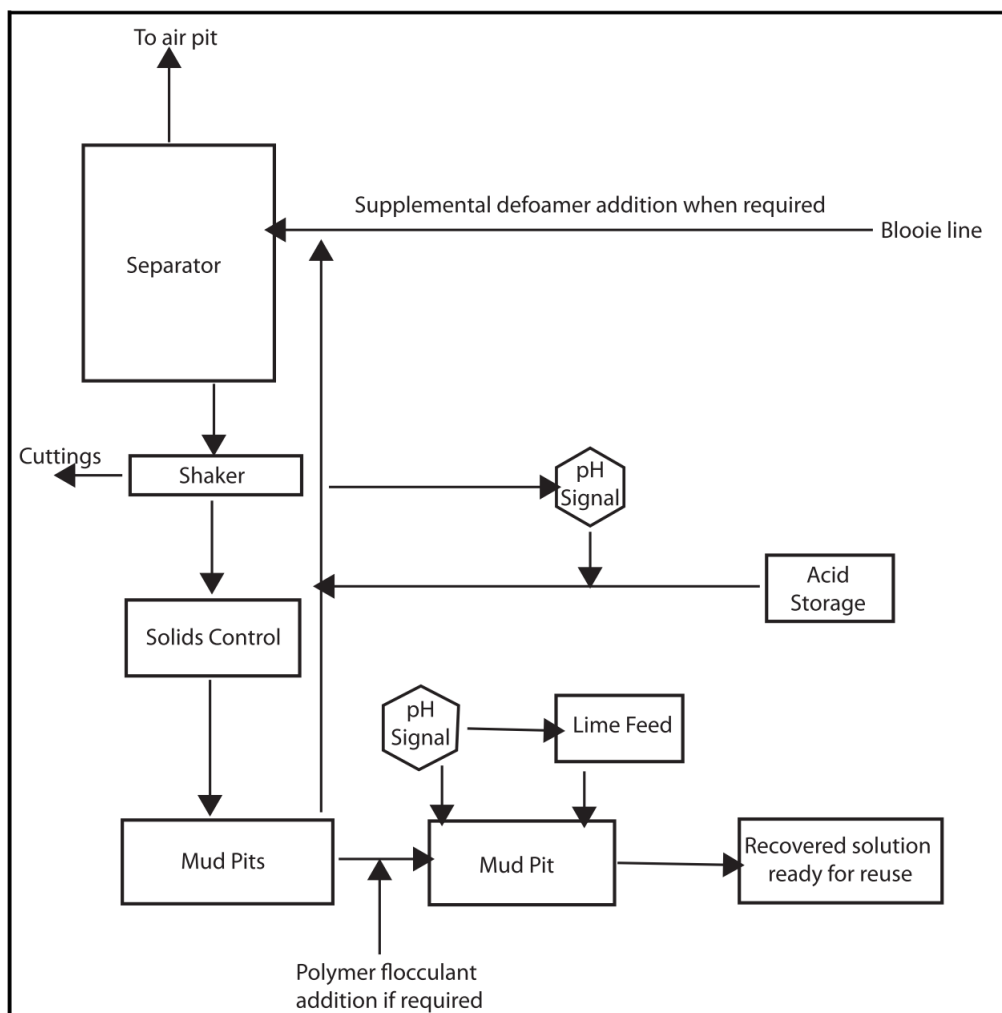 To air pit
Supplemental defoamer addition when required
Blooie line
Separator
Cuttings
Shaker
pH
Signal
Acid
Storage
Solids Control
pH
Signal
Lime Feed
Mud Pits
Mud Pit
Recovered solution
ready for reuse
Polymer flocculant
addition if required